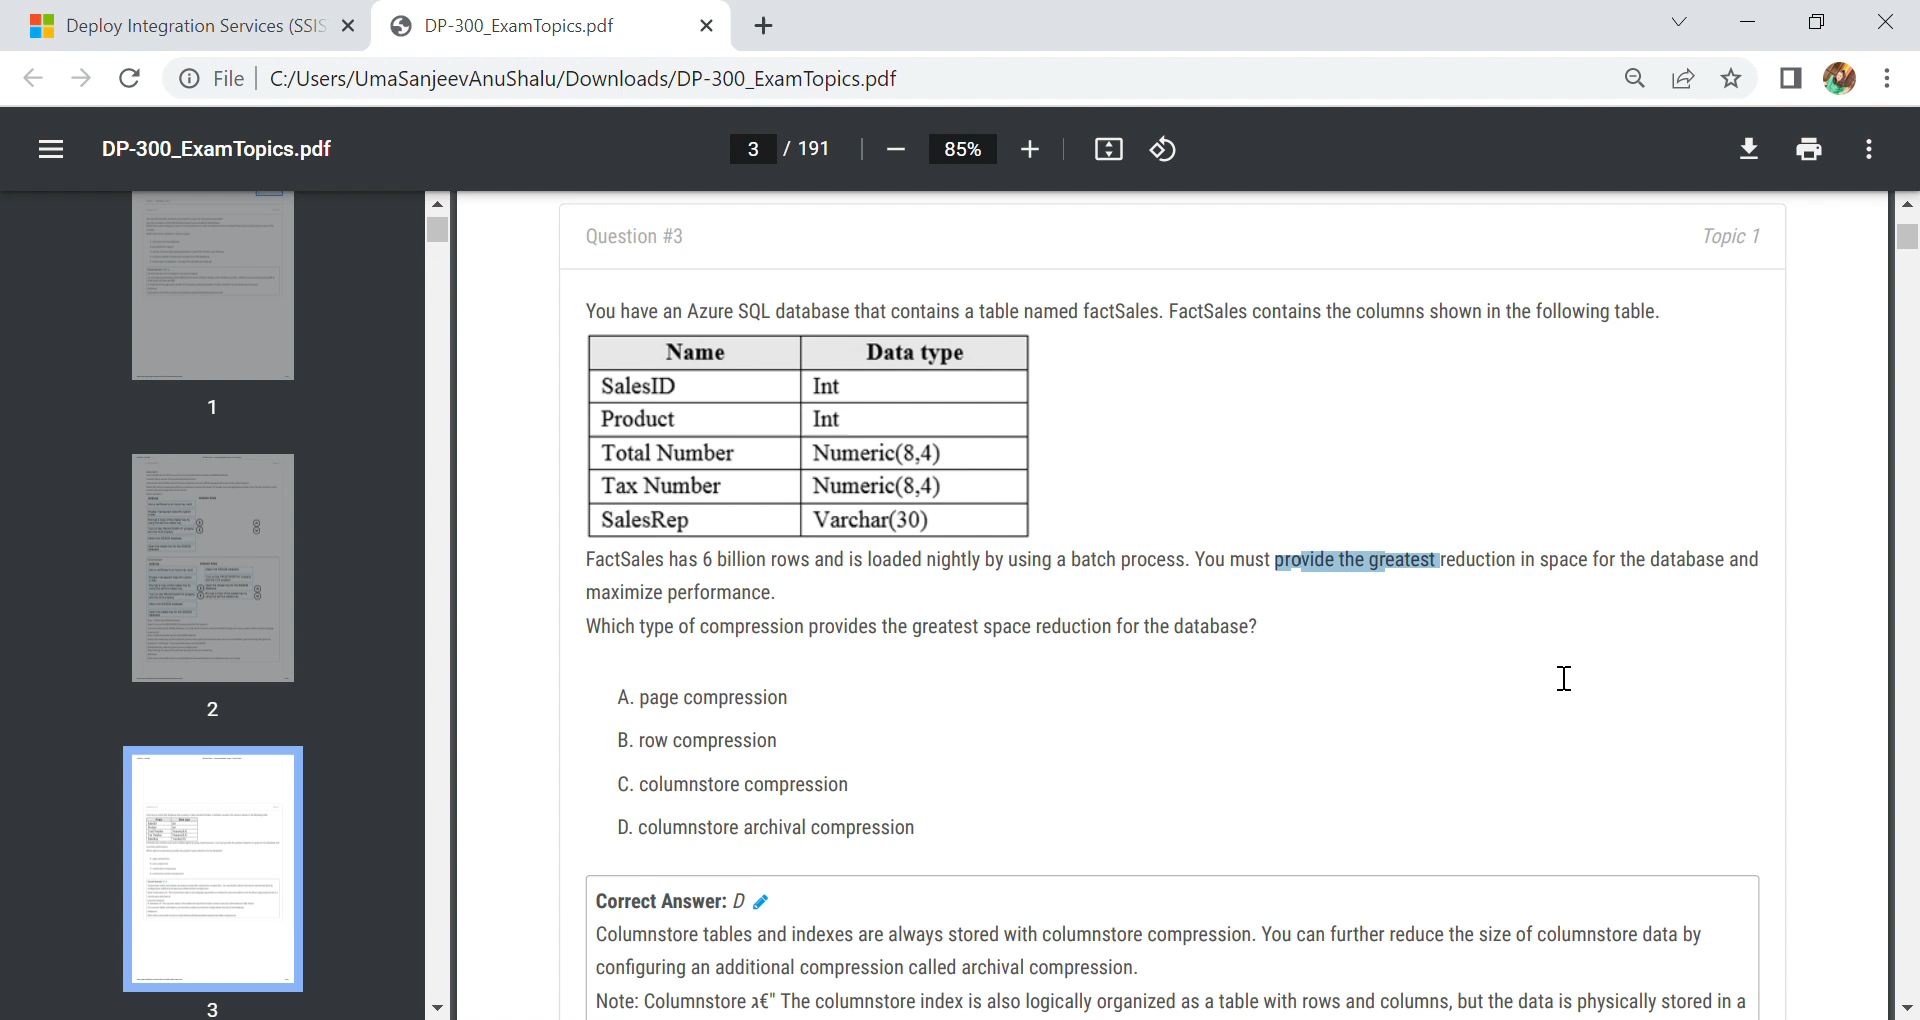 Deploy Integration Services (SSIS
DP-300_ExamTopics.pdf
File
C:/Users/UmaSanjeevAnuShalu/Downloads/DP-300_ExamTopics.pdf
DP-300_ExamTopics.pdf
3 / 191
85%
1
2
3
Question #3
Topic 1
You have an Azure SQL database that contains a table named factSales. FactSales contains the columns shown in the following table.
Name Data type
SalesID Int
Product Int
Total Number Numeric(8,4)
Tax Number Numeric(8,4)
SalesRep Varchar(30)
FactSales has 6 billion rows and is loaded nightly by using a batch process. You must provide the greatest reduction in space for the database and
maximize performance.
Which type of compression provides the greatest space reduction for the database?
A. page compression
B. row compression
C. columnstore compression
D. columnstore archival compression
Correct Answer: D
Columnstore tables and indexes are always stored with columnstore compression. You can further reduce the size of columnstore data by
configuring an additional compression called archival compression.
Note: Columnstore ג€" The columnstore index is also logically organized as a table with rows and columns, but the data is physically stored in a